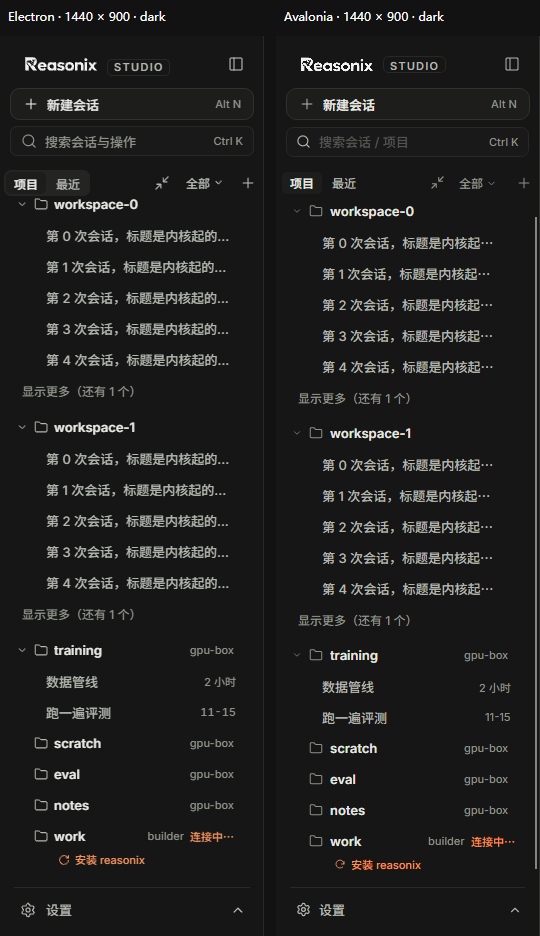 Electron · 1440 × 900 · dark
Reasonix STUDIO
新建会话 Alt N
搜索会话与操作 Ctrl K
项目 最近 全部
workspace-0
第 0 次会话，标题是内核起的...
第 1 次会话，标题是内核起的...
第 2 次会话，标题是内核起的...
第 3 次会话，标题是内核起的...
第 4 次会话，标题是内核起的...
显示更多（还有 1 个）
workspace-1
第 0 次会话，标题是内核起的...
第 1 次会话，标题是内核起的...
第 2 次会话，标题是内核起的...
第 3 次会话，标题是内核起的...
第 4 次会话，标题是内核起的...
显示更多（还有 1 个）
training gpu-box
数据管线 2 小时
跑一遍评测 11-15
scratch gpu-box
eval gpu-box
notes gpu-box
work builder 连接中···
安装 reasonix
设置
Avalonia · 1440 × 900 · dark
Reasonix STUDIO
新建会话 Alt N
搜索会话 / 项目 Ctrl K
项目 最近 全部
workspace-0
第 0 次会话，标题是内核起···
第 1 次会话，标题是内核起···
第 2 次会话，标题是内核起···
第 3 次会话，标题是内核起···
第 4 次会话，标题是内核起···
显示更多（还有 1 个）
workspace-1
第 0 次会话，标题是内核起···
第 1 次会话，标题是内核起···
第 2 次会话，标题是内核起···
第 3 次会话，标题是内核起···
第 4 次会话，标题是内核起···
显示更多（还有 1 个）
training gpu-box
数据管线 2 小时
跑一遍评测 11-15
scratch gpu-box
eval gpu-box
notes gpu-box
work builder 连接中···
安装 reasonix
设置